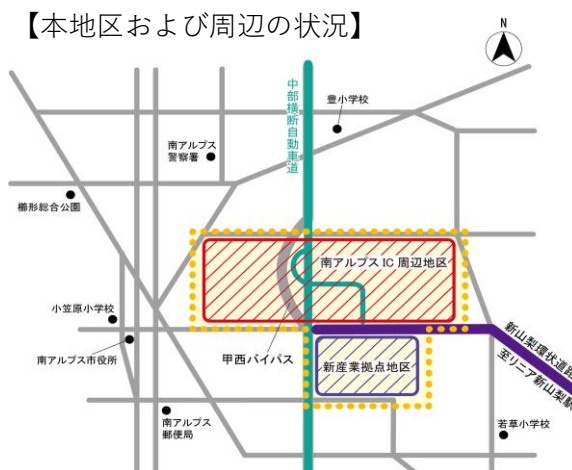 【本地区および周辺の状況】
N
中部横断自動車道
豊小学校
南アルプス
警察署
櫛形総合公園
南アルプスIC周辺地区
小笠原小学校
甲西バイパス
新山梨環状道路
至リニア新山梨駅
南アルプス市役所
新産業拠点地区
南アルプス
郵便局
若草小学校